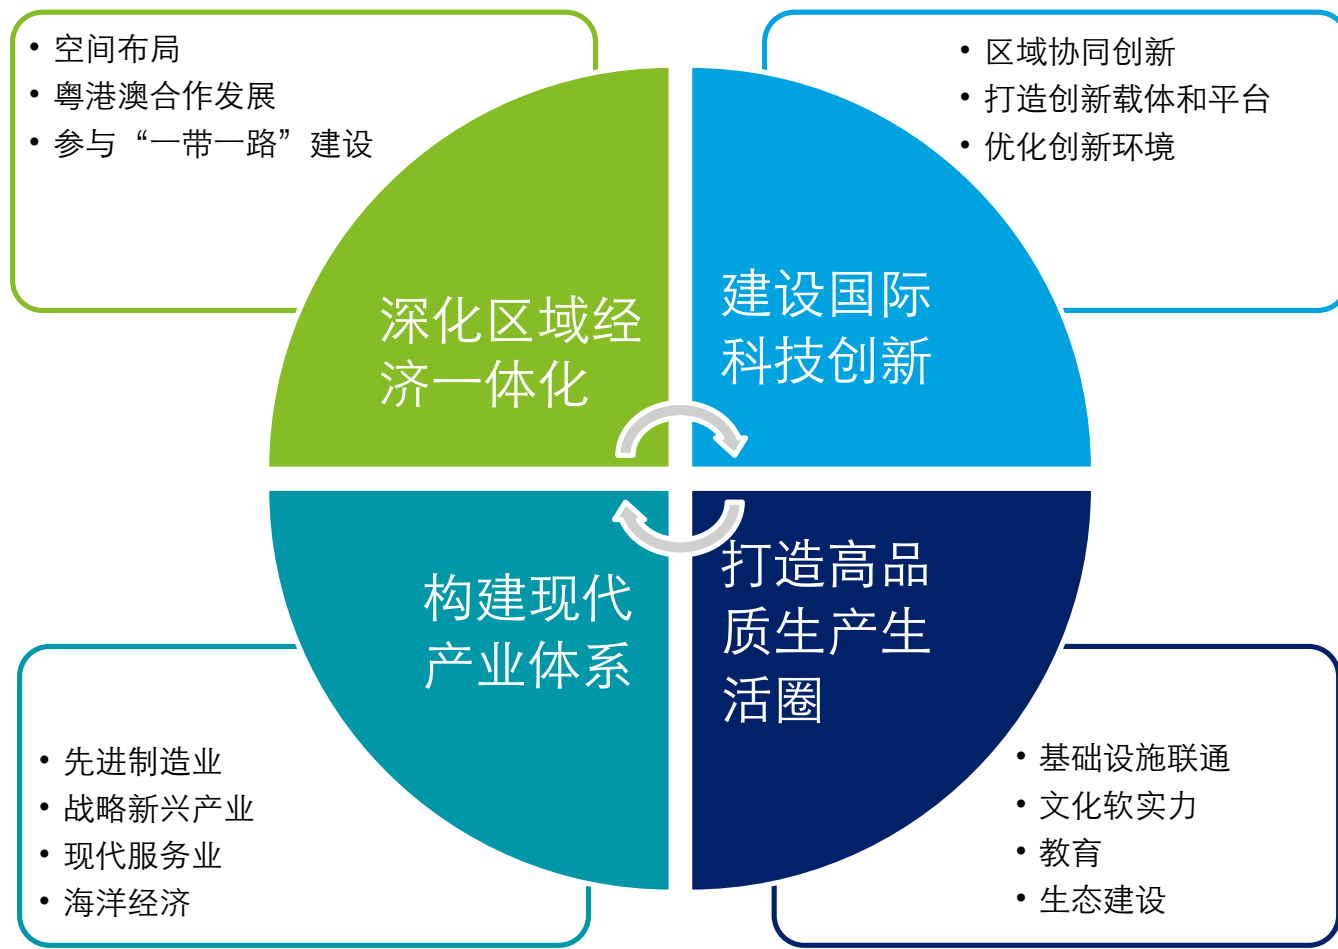 • 空间布局
• 粤港澳合作发展
• 参与“一带一路”建设
• 区域协同创新
• 打造创新载体和平台
• 优化创新环境
深化区域经
济一体化
建设国际
科技创新
构建现代
产业体系
打造高品
质生产生
活圈
• 先进制造业
• 战略新兴产业
• 现代服务业
• 海洋经济
• 基础设施联通
• 文化软实力
• 教育
• 生态建设